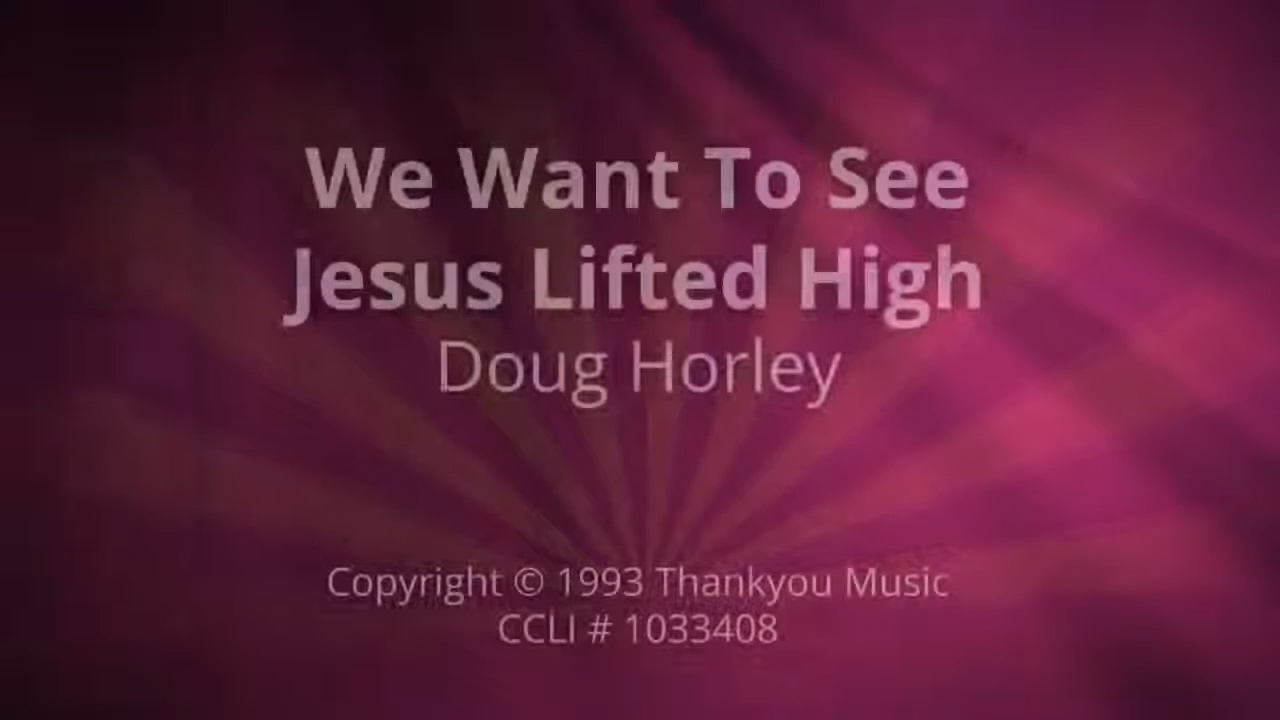 We Want To See
Jesus Lifted High
Doug Horley
Copyright © 1993 Thankyou Music
CCLI # 1033408